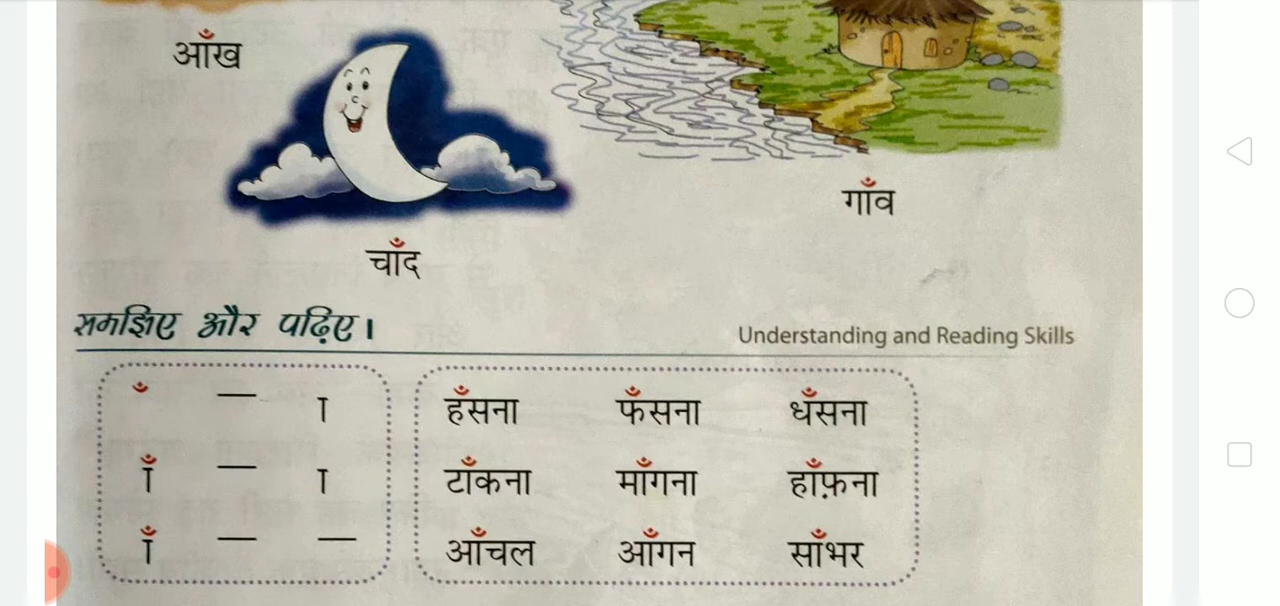 आँख
गाँव
चाँद
समझिए और पढ़िए।
Understanding and Reading Skills
ँ — ा
ाँ — ा
ाँ — —
हँसना फँसना धँसना
टाँकना माँगना हाँफ़ना
आँचल आँगन साँभर